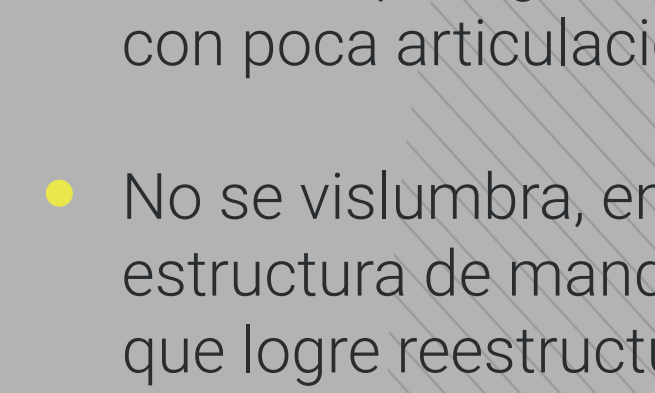 con poca articulaci
No se vislumbra, en
estructura de mand
que logre reestructu